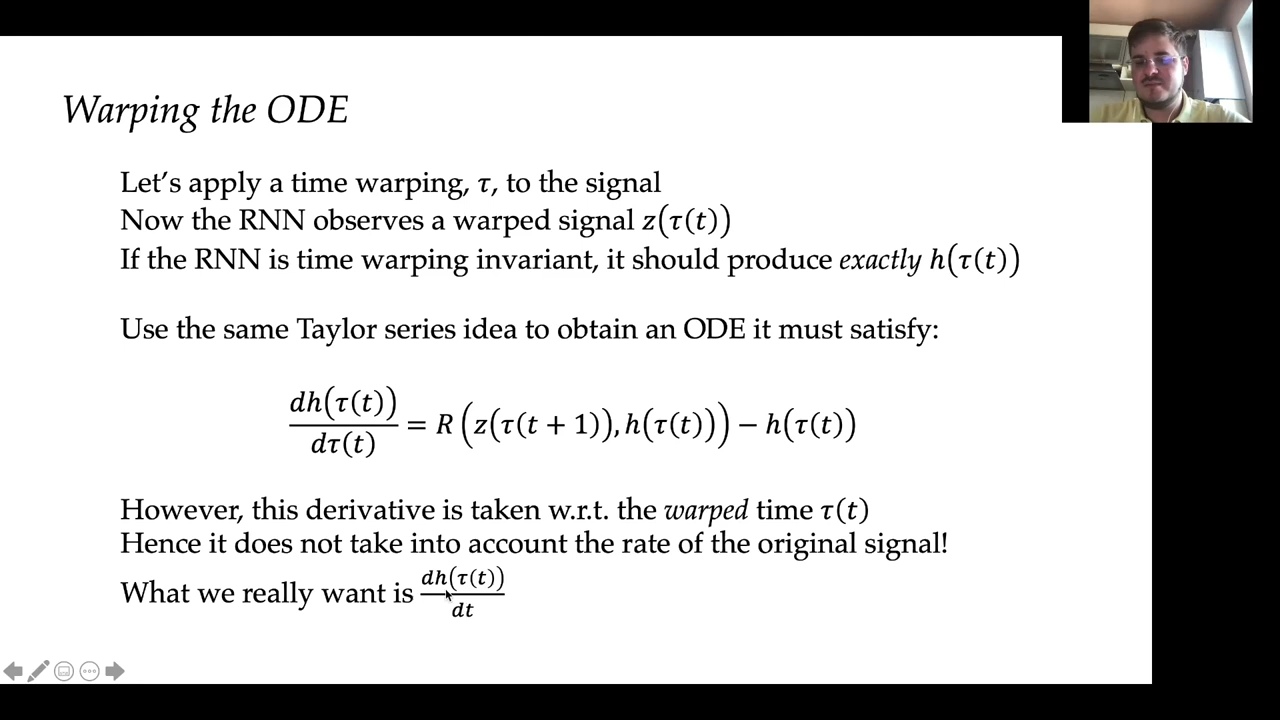 Warping the ODE
Let's apply a time warping, τ, to the signal
Now the RNN observes a warped signal z(τ(t))
If the RNN is time warping invariant, it should produce exactly h(τ(t))
Use the same Taylor series idea to obtain an ODE it must satisfy:
dh(τ(t))/dτ(t) = R(z(τ(t + 1)), h(τ(t))) − h(τ(t))
However, this derivative is taken w.r.t. the warped time τ(t)
Hence it does not take into account the rate of the original signal!
What we really want is dh(τ(t))/dt